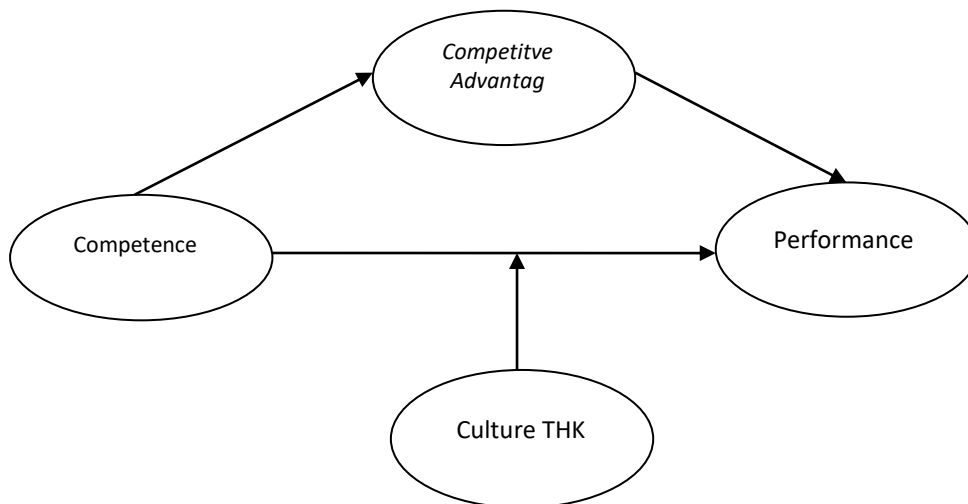 Competitve
Advantag
Competence
Performance
Culture THK